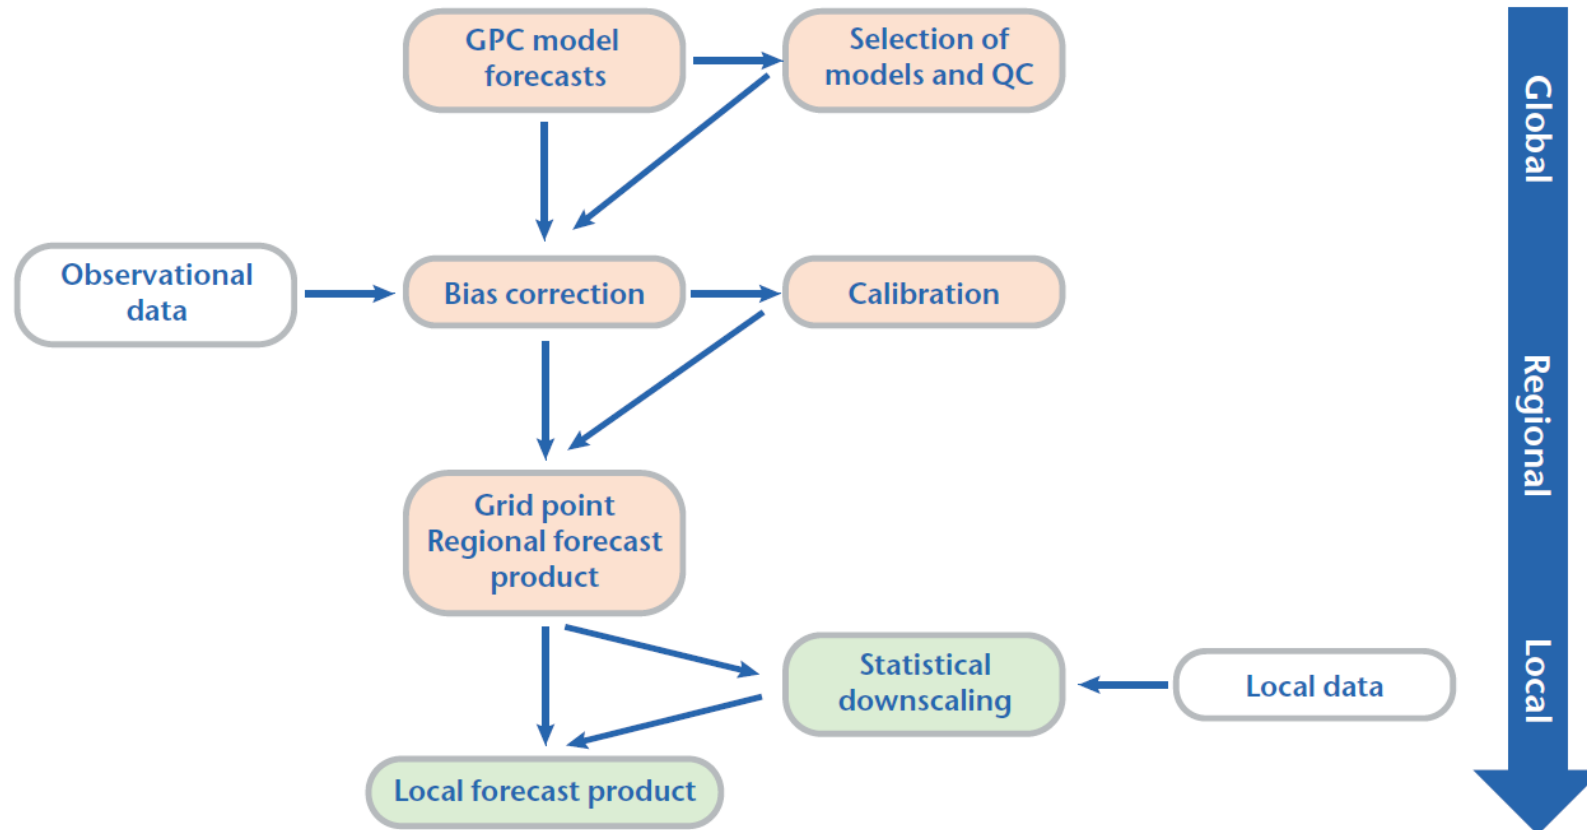 GPC model
forecasts
Selection of
models and QC
Observational
data
Bias correction
Calibration
Grid point
Regional forecast
product
Statistical
downscaling
Local data
Local forecast product
Global
Regional
Local